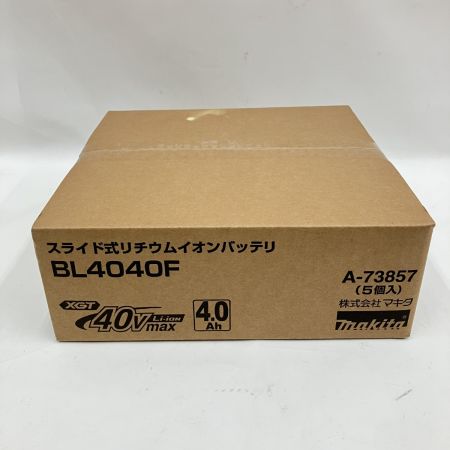 スライド式リチウムイオンバッテリ
BL4040F
A-73857
(5個入)
株式会社マキタ
makita
XGT
40Vmax
Li-ION
4.0
Ah